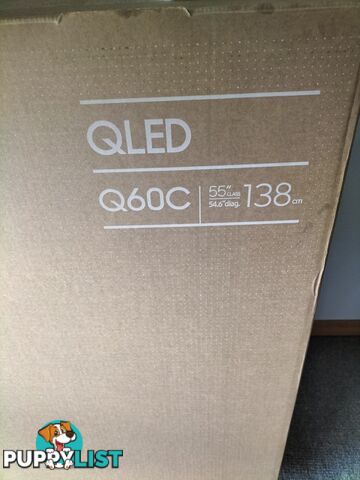 QLED
Q60C
55" CLASS
54.6" diag.
138 cm
PUPPYLIST